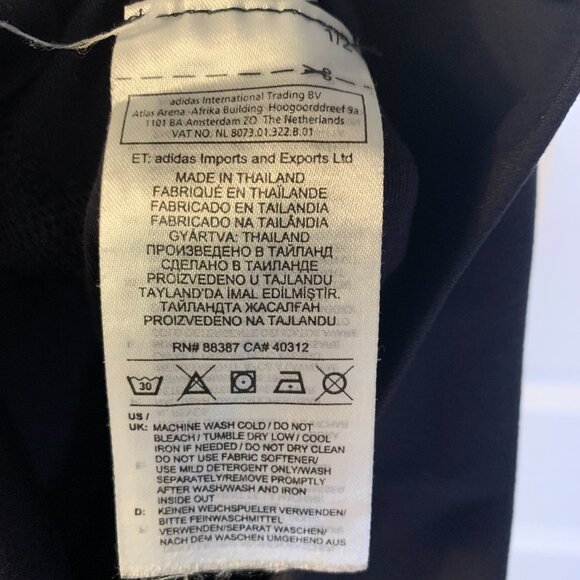 1/2
adidas International Trading BV
Atlas Arena -Afrika Building Hoogoorddreef 9a
1101 BA Amsterdam ZO The Netherlands
VAT NO. NL 8073.01.322.B.01
ET: adidas Imports and Exports Ltd
MADE IN THAILAND
FABRIQUÉ EN THAÏLANDE
FABRICADO EN TAILANDIA
FABRICADO NA TAILÂNDIA
GYÁRTVA: THAILAND
ПРОИЗВЕДЕНО В ТАЙЛАНД
СДЕЛАНО В ТАИЛАНДЕ
PROIZVEDENO U TAJLANDU
TAYLAND'DA İMAL EDİLMİŞTİR.
ТАЙЛАНДТА ЖАСАЛҒАН
PROIZVEDENO NA TAJLANDU
RN# 88387 CA# 40312
30
US /
UK: MACHINE WASH COLD / DO NOT
BLEACH / TUMBLE DRY LOW / COOL
IRON IF NEEDED / DO NOT DRY CLEAN
DO NOT USE FABRIC SOFTENER/
USE MILD DETERGENT ONLY/WASH
SEPARATELY/REMOVE PROMPTLY
AFTER WASH/WASH AND IRON
INSIDE OUT
D: KEINEN WEICHSPUELER VERWENDEN/
BITTE FEINWASCHMITTEL
VERWENDEN/SEPARAT WASCHEN/
NACH DEM WASCHEN UMGEHEND AUS